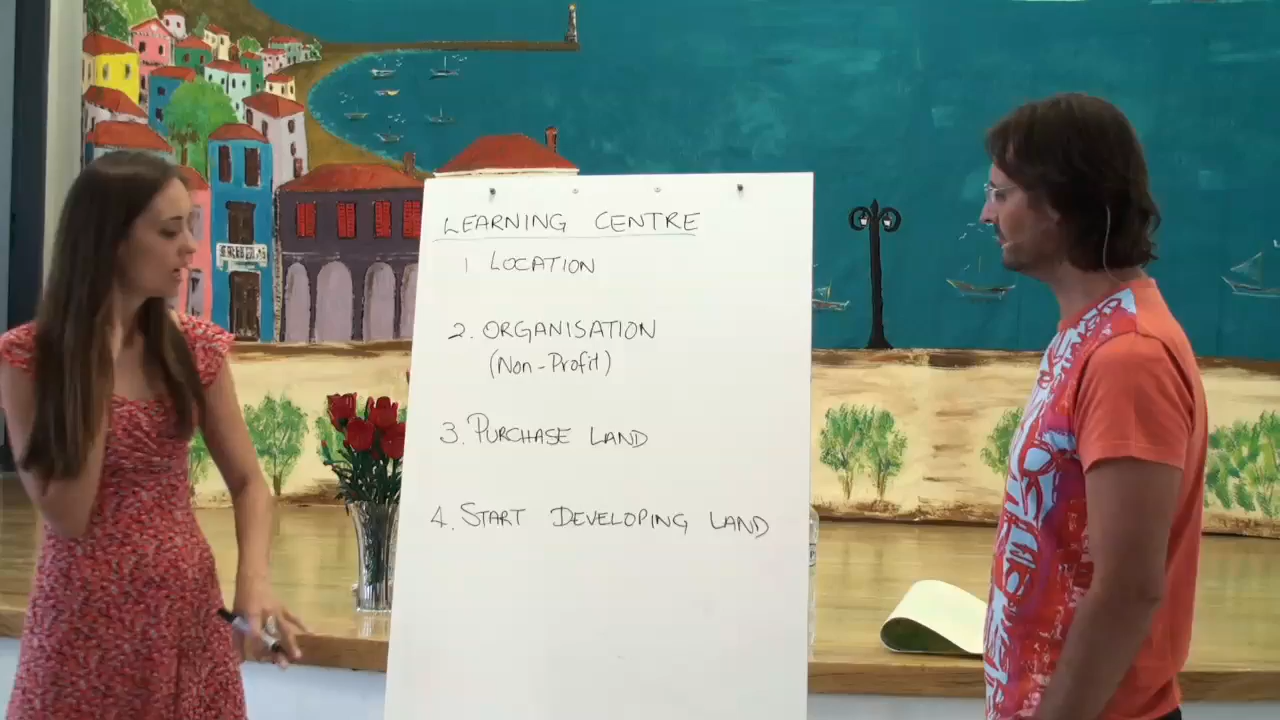 LEARNING CENTRE
1 LOCATION
2. ORGANISATION
(Non-Profit)
3. PURCHASE LAND
4. START DEVELOPING LAND